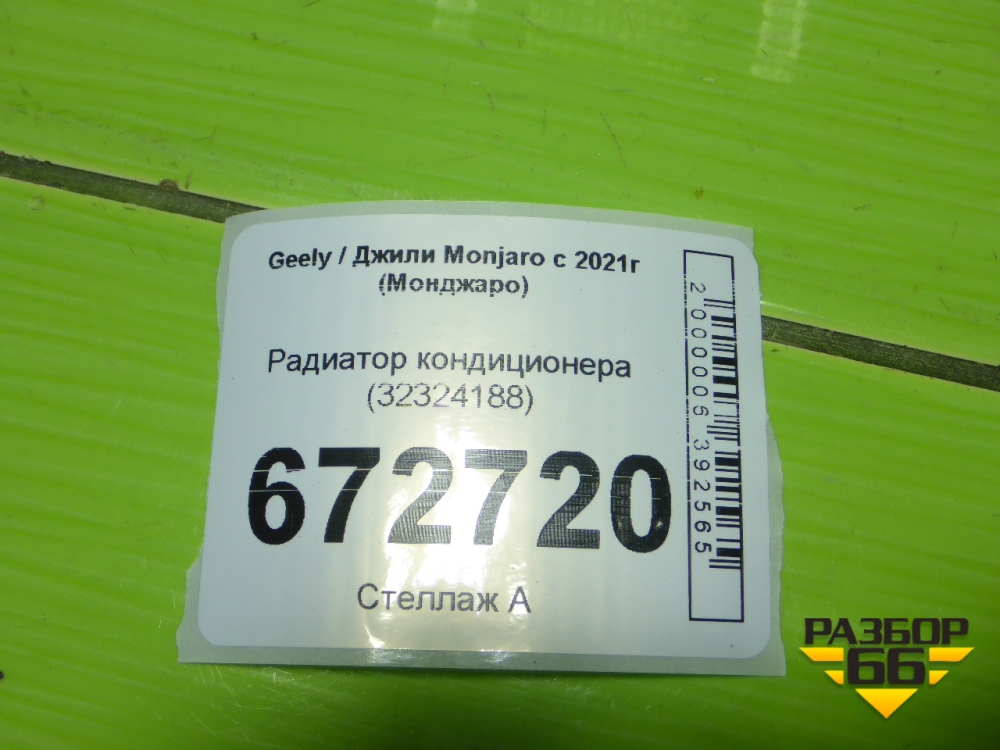 Geely / Джили Monjaro с 2021г
(Монджаро)
Радиатор кондиционера
(32324188)
672720
Стеллаж А
2000006392565
РАЗБОР
66